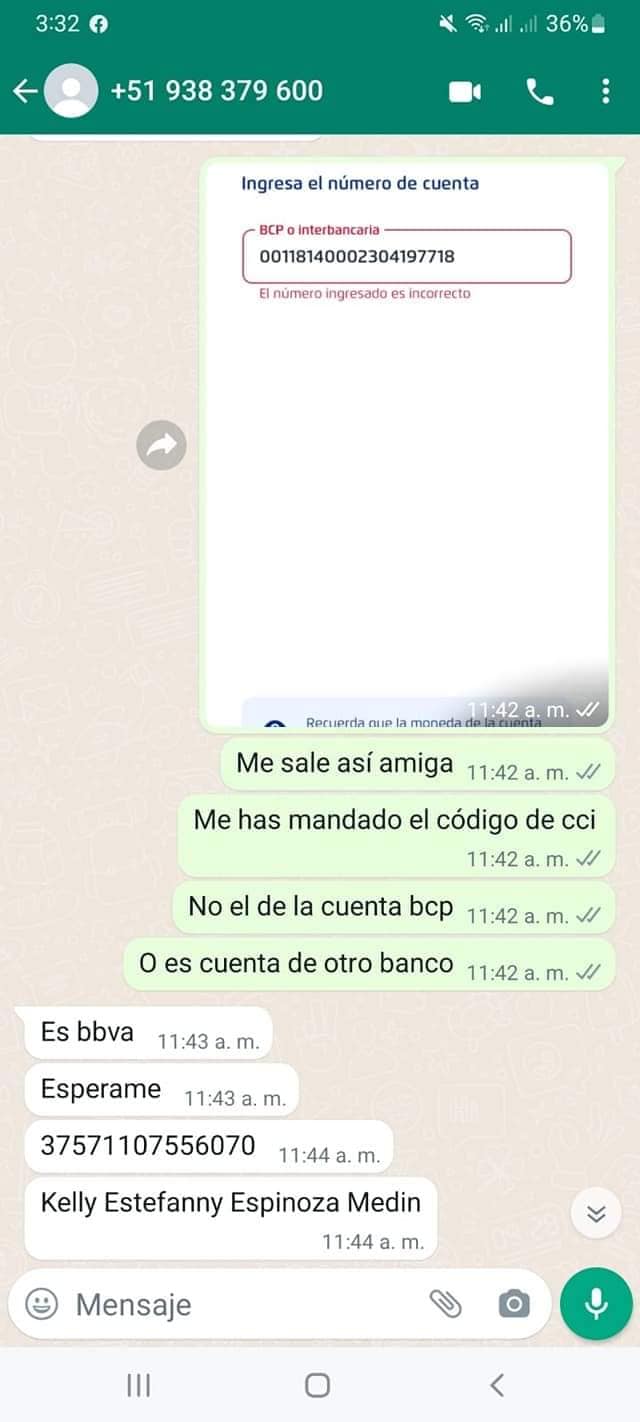 3:32
36%
+51 938 379 600
Ingresa el número de cuenta
BCP o interbancaria
00118140002304197718
El número ingresado es incorrecto
Recuerda que la moneda de la cuenta
11:42 a. m.
Me sale así amiga 11:42 a. m.
Me has mandado el código de cci
11:42 a. m.
No el de la cuenta bcp 11:42 a. m.
O es cuenta de otro banco 11:42 a. m.
Es bbva 11:43 a. m.
Esperame 11:43 a. m.
37571107556070 11:44 a. m.
Kelly Estefanny Espinoza Medin
11:44 a. m.
Mensaje